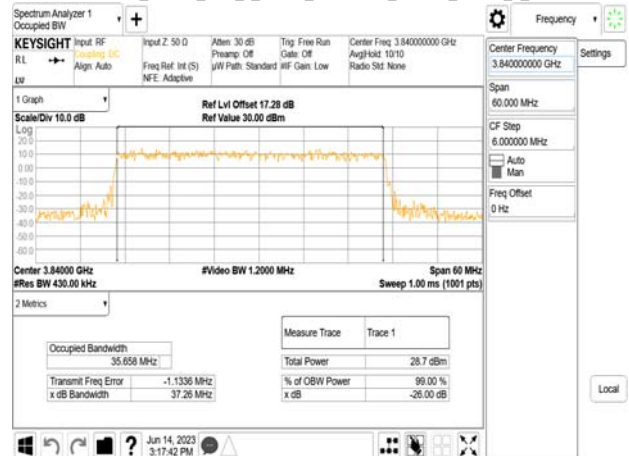 Spectrum Analyzer 1
Occupied BW
Frequency
KEYSIGHT
RL
LVI
Input: RF
Coupling: DC
Align: Auto
Input Z: 50 Ω
Freq Ref: Int (S)
NFE: Adaptive
Atten: 30 dB
Preamp: Off
µW Path: Standard
Trig: Free Run
Gate: Off
#IF Gain: Low
Center Freq: 3.840000000 GHz
Avg|Hold: 10/10
Radio Std: None
Center Frequency
3.840000000 GHz
Settings
Span
60.000 MHz
CF Step
6.000000 MHz
Auto
Man
Freq Offset
0 Hz
Local
1 Graph
Scale/Div 10.0 dB
Ref Lvl Offset 17.28 dB
Ref Value 30.00 dBm
Log
20.0
10.0
0.00
-10.0
-20.0
-30.0
-40.0
-50.0
-60.0
Center 3.84000 GHz
#Res BW 430.00 kHz
#Video BW 1.2000 MHz
Span 60 MHz
Sweep 1.00 ms (1001 pts)
2 Metrics
Measure Trace Trace 1
Occupied Bandwidth
35.658 MHz
Total Power 28.7 dBm
Transmit Freq Error -1.1336 MHz
% of OBW Power 99.00 %
x dB Bandwidth 37.26 MHz
x dB -26.00 dB
?
Jun 14, 2023
3:17:42 PM